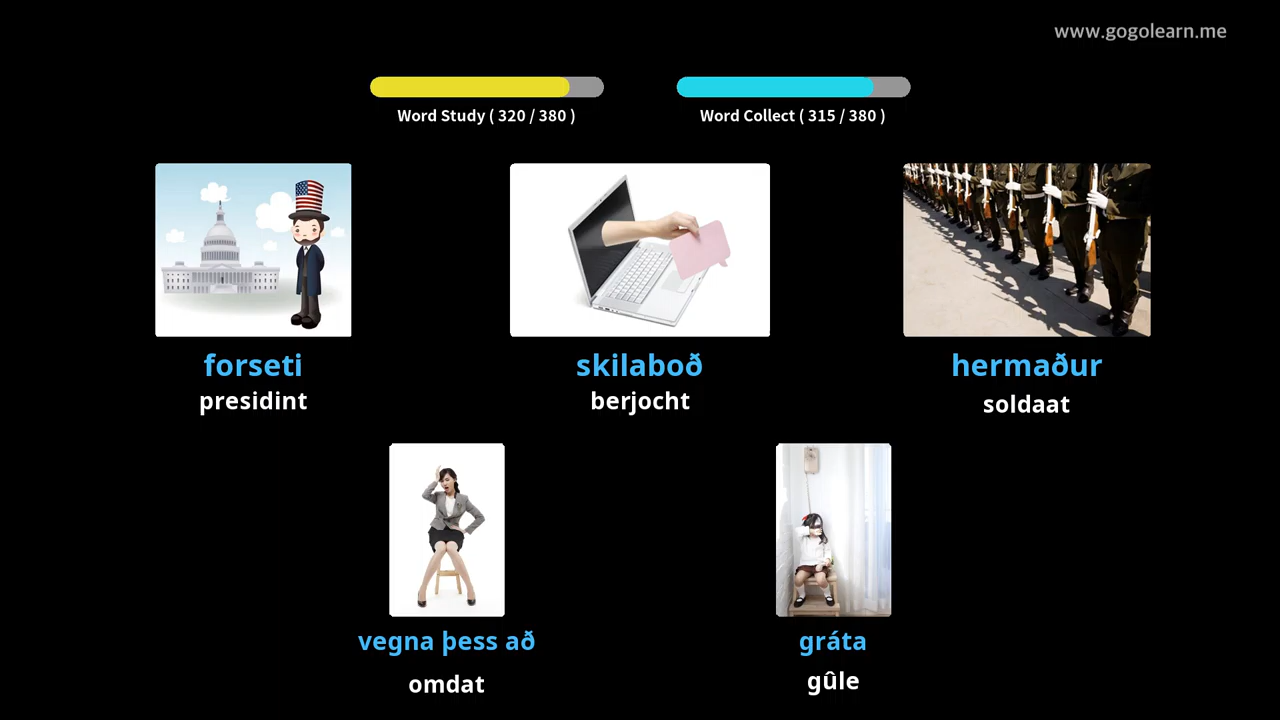 www.gogolearn.me
Word Study ( 320 / 380 )
Word Collect ( 315 / 380 )
forseti
presidint
skilaboð
berjocht
hermaður
soldaat
vegna þess að
omdat
gráta
gûle